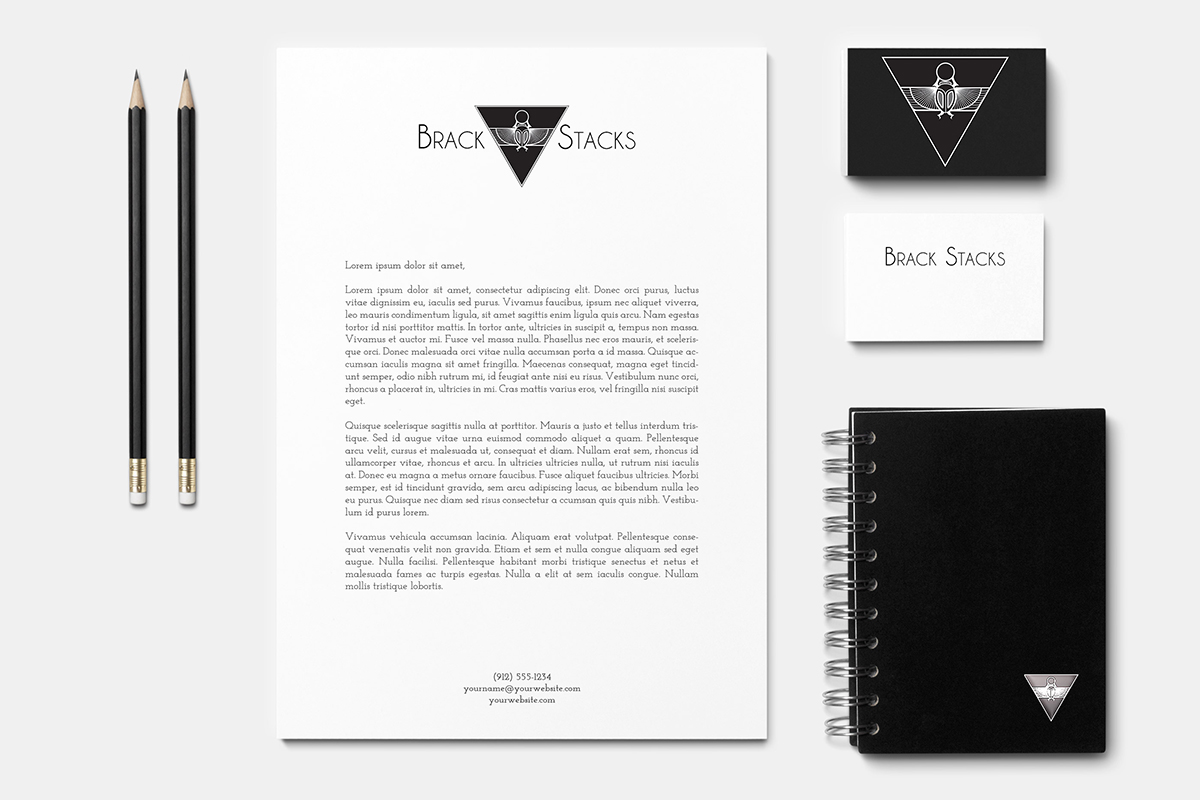 Brack Stacks
Lorem ipsum dolor sit amet,
Lorem ipsum dolor sit amet, consectetur adipiscing elit. Donec orci purus, luctus
vitae dignissim eu, iaculis sed purus. Vivamus faucibus, ipsum nec aliquet viverra,
leo mauris condimentum ligula, sit amet sagittis enim ligula quis arcu. Nam egestas
tortor id nisi porttitor mattis. In tortor ante, ultricies in suscipit a, tempus non massa.
Vivamus et auctor mi. Fusce vel massa nulla. Phasellus nec eros mauris, et sceleris-
que orci. Donec malesuada orci vitae nulla accumsan porta a id massa. Quisque ac-
cumsan iaculis magna sit amet fringilla. Maecenas consequat, magna eget tincid-
unt semper, odio nibh rutrum mi, id feugiat ante nisi eu risus. Vestibulum nunc orci,
rhoncus a placerat in, ultricies in mi. Cras mattis varius eros, vel fringilla nisi suscipit
eget.
Quisque scelerisque sagittis nulla at porttitor. Mauris a justo et tellus interdum tris-
tique. Sed id augue vitae urna euismod commodo aliquet a quam. Pellentesque
arcu velit, cursus et malesuada ut, consequat et diam. Nullam erat sem, rhoncus id
ullamcorper vitae, rhoncus et arcu. In ultricies ultricies nulla, ut rutrum nisi iaculis
at. Donec eu magna a metus ornare faucibus. Fusce aliquet faucibus ultricies. Morbi
semper, est id tincidunt gravida, sem arcu adipiscing lacus, ac bibendum nulla leo
eu purus. Quisque nec diam sed risus consectetur a ccumsan quis quis nibh. Vestibu-
lum id purus lorem.
Vivamus vehicula accumsan lacinia. Aliquam erat volutpat. Pellentesque conse-
quat venenatis velit non gravida. Etiam et sem et nulla congue aliquam sed eget
augue. Nulla facilisi. Pellentesque habitant morbi tristique senectus et netus et
malesuada fames ac turpis egestas. Nulla a elit at sem iaculis congue. Nullam
mollis tristique lobortis.
(912) 555-1234
yourname@yourwebsite.com
yourwebsite.com
Brack Stacks